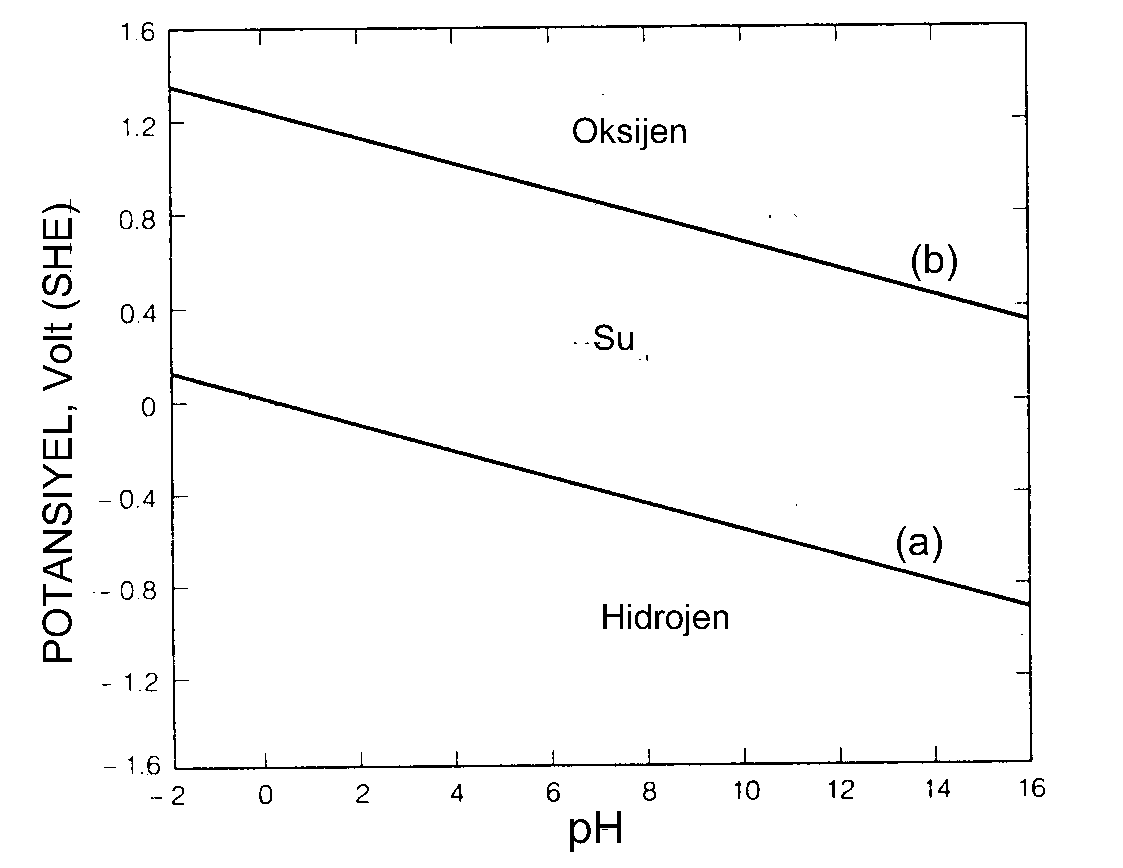 1.6
1.2
0.8
0.4
0
– 0.4
– 0.8
– 1.2
– 1.6
POTANSIYEL, Volt (SHE)
Oksijen
(b)
Su
(a)
Hidrojen
– 2 0 2 4 6 8 10 12 14 16
pH